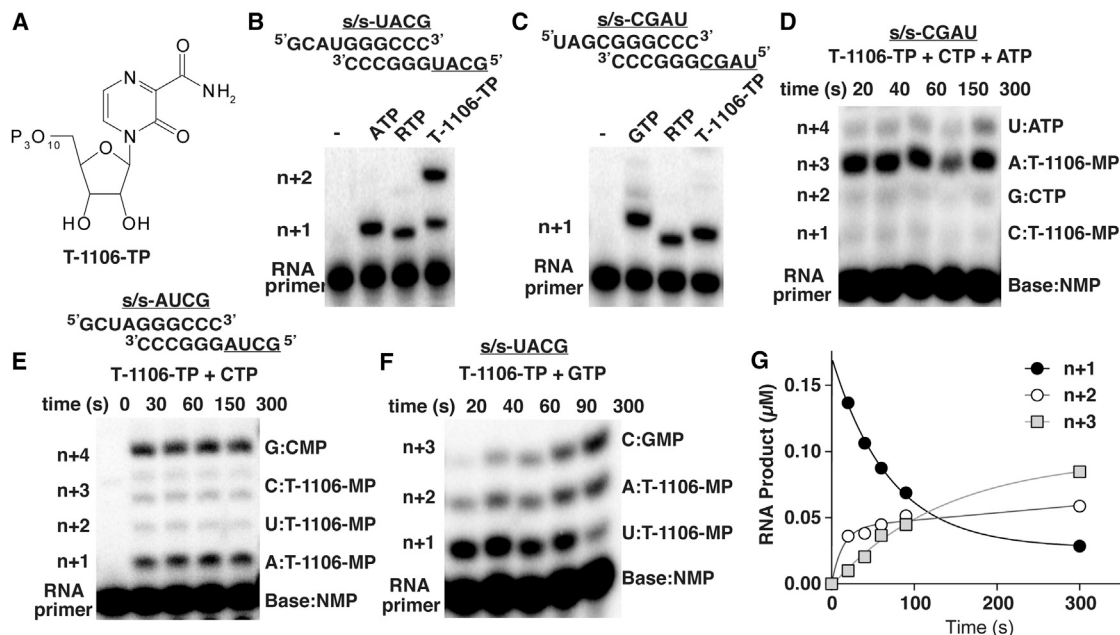 A
N
O
NH2
N
O
P3O10
O
HO
OH
T-1106-TP
B
s/s-UACG
5'GCAUGGGCCC3'
3'CCCGGGUACG5'
- ATP RTP T-1106-TP
n+2
n+1
RNA
primer
C
s/s-CGAU
5'UAGCGGGCCC3'
3'CCCGGGCGAU5'
- GTP RTP T-1106-TP
n+1
RNA
primer
D
s/s-CGAU
T-1106-TP + CTP + ATP
time (s) 20 40 60 150 300
n+4 U:ATP
n+3 A:T-1106-MP
n+2 G:CTP
n+1 C:T-1106-MP
RNA
primer
Base:NMP
E
s/s-AUCG
5'GCUAGGGCCC3'
3'CCCGGGAUCG5'
T-1106-TP + CTP
time (s) 0 30 60 150 300
n+4 G:CMP
n+3 C:T-1106-MP
n+2 U:T-1106-MP
n+1 A:T-1106-MP
RNA
primer
Base:NMP
F
s/s-UACG
T-1106-TP + GTP
time (s) 20 40 60 90 300
n+3 C:GMP
n+2 A:T-1106-MP
n+1 U:T-1106-MP
RNA
primer
Base:NMP
G
n+1
n+2
n+3
RNA Product (µM)
0.15
0.10
0.05
0.00
0 100 200 300
Time (s)